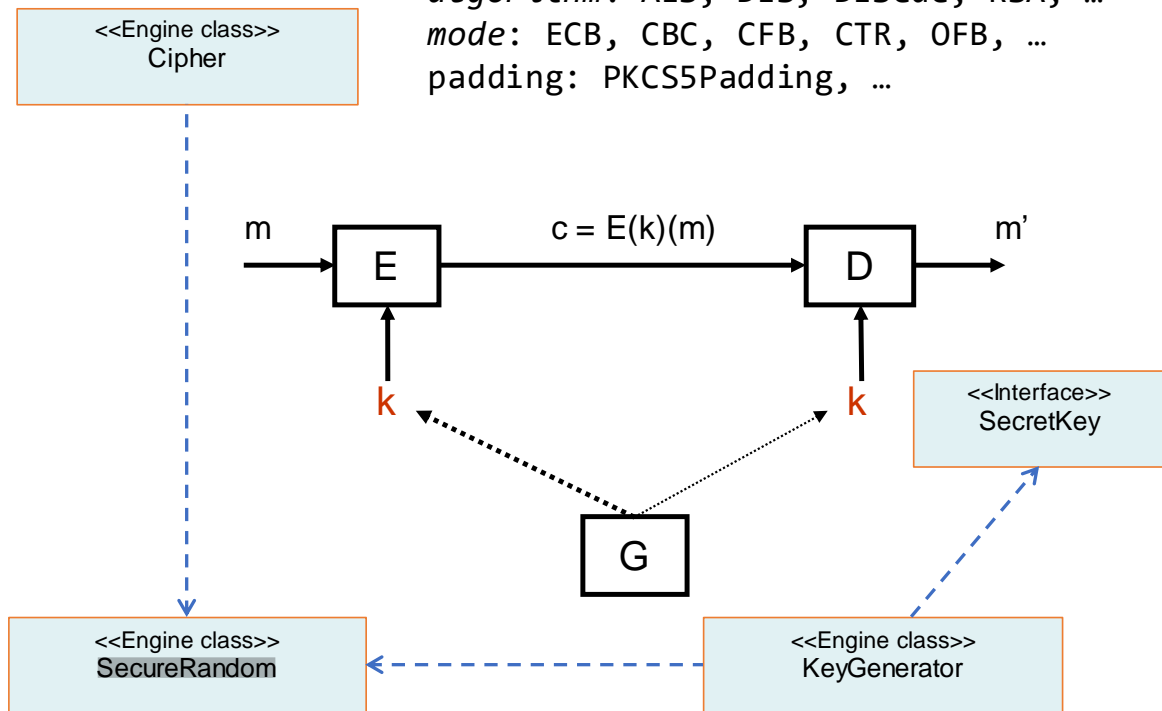 <<Engine class>>
Cipher
mode: ECB, CBC, CFB, CTR, OFB, …
padding: PKCS5Padding, …
m
E
c = E(k)(m)
D
m’
k
k
<<Interface>>
SecretKey
G
<<Engine class>>
SecureRandom
<<Engine class>>
KeyGenerator